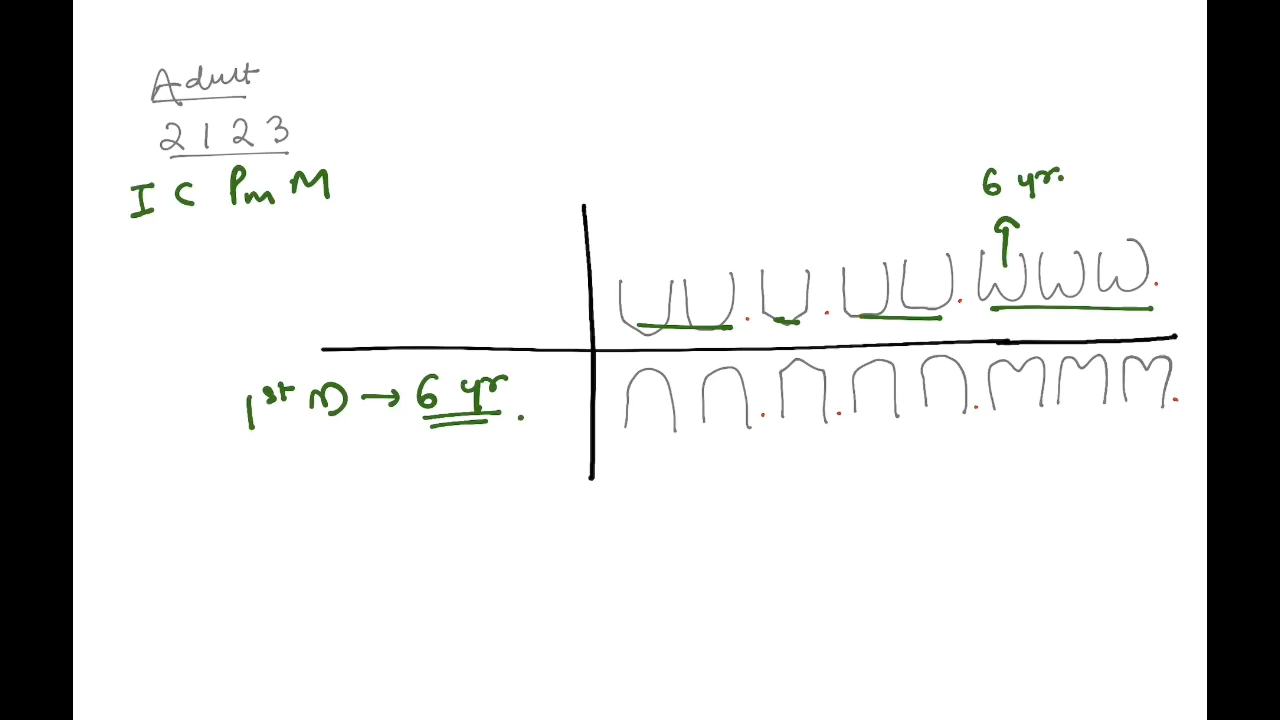 Adult
2 1 2 3
I C Pm M
6 yr.
1st M → 6 yr.